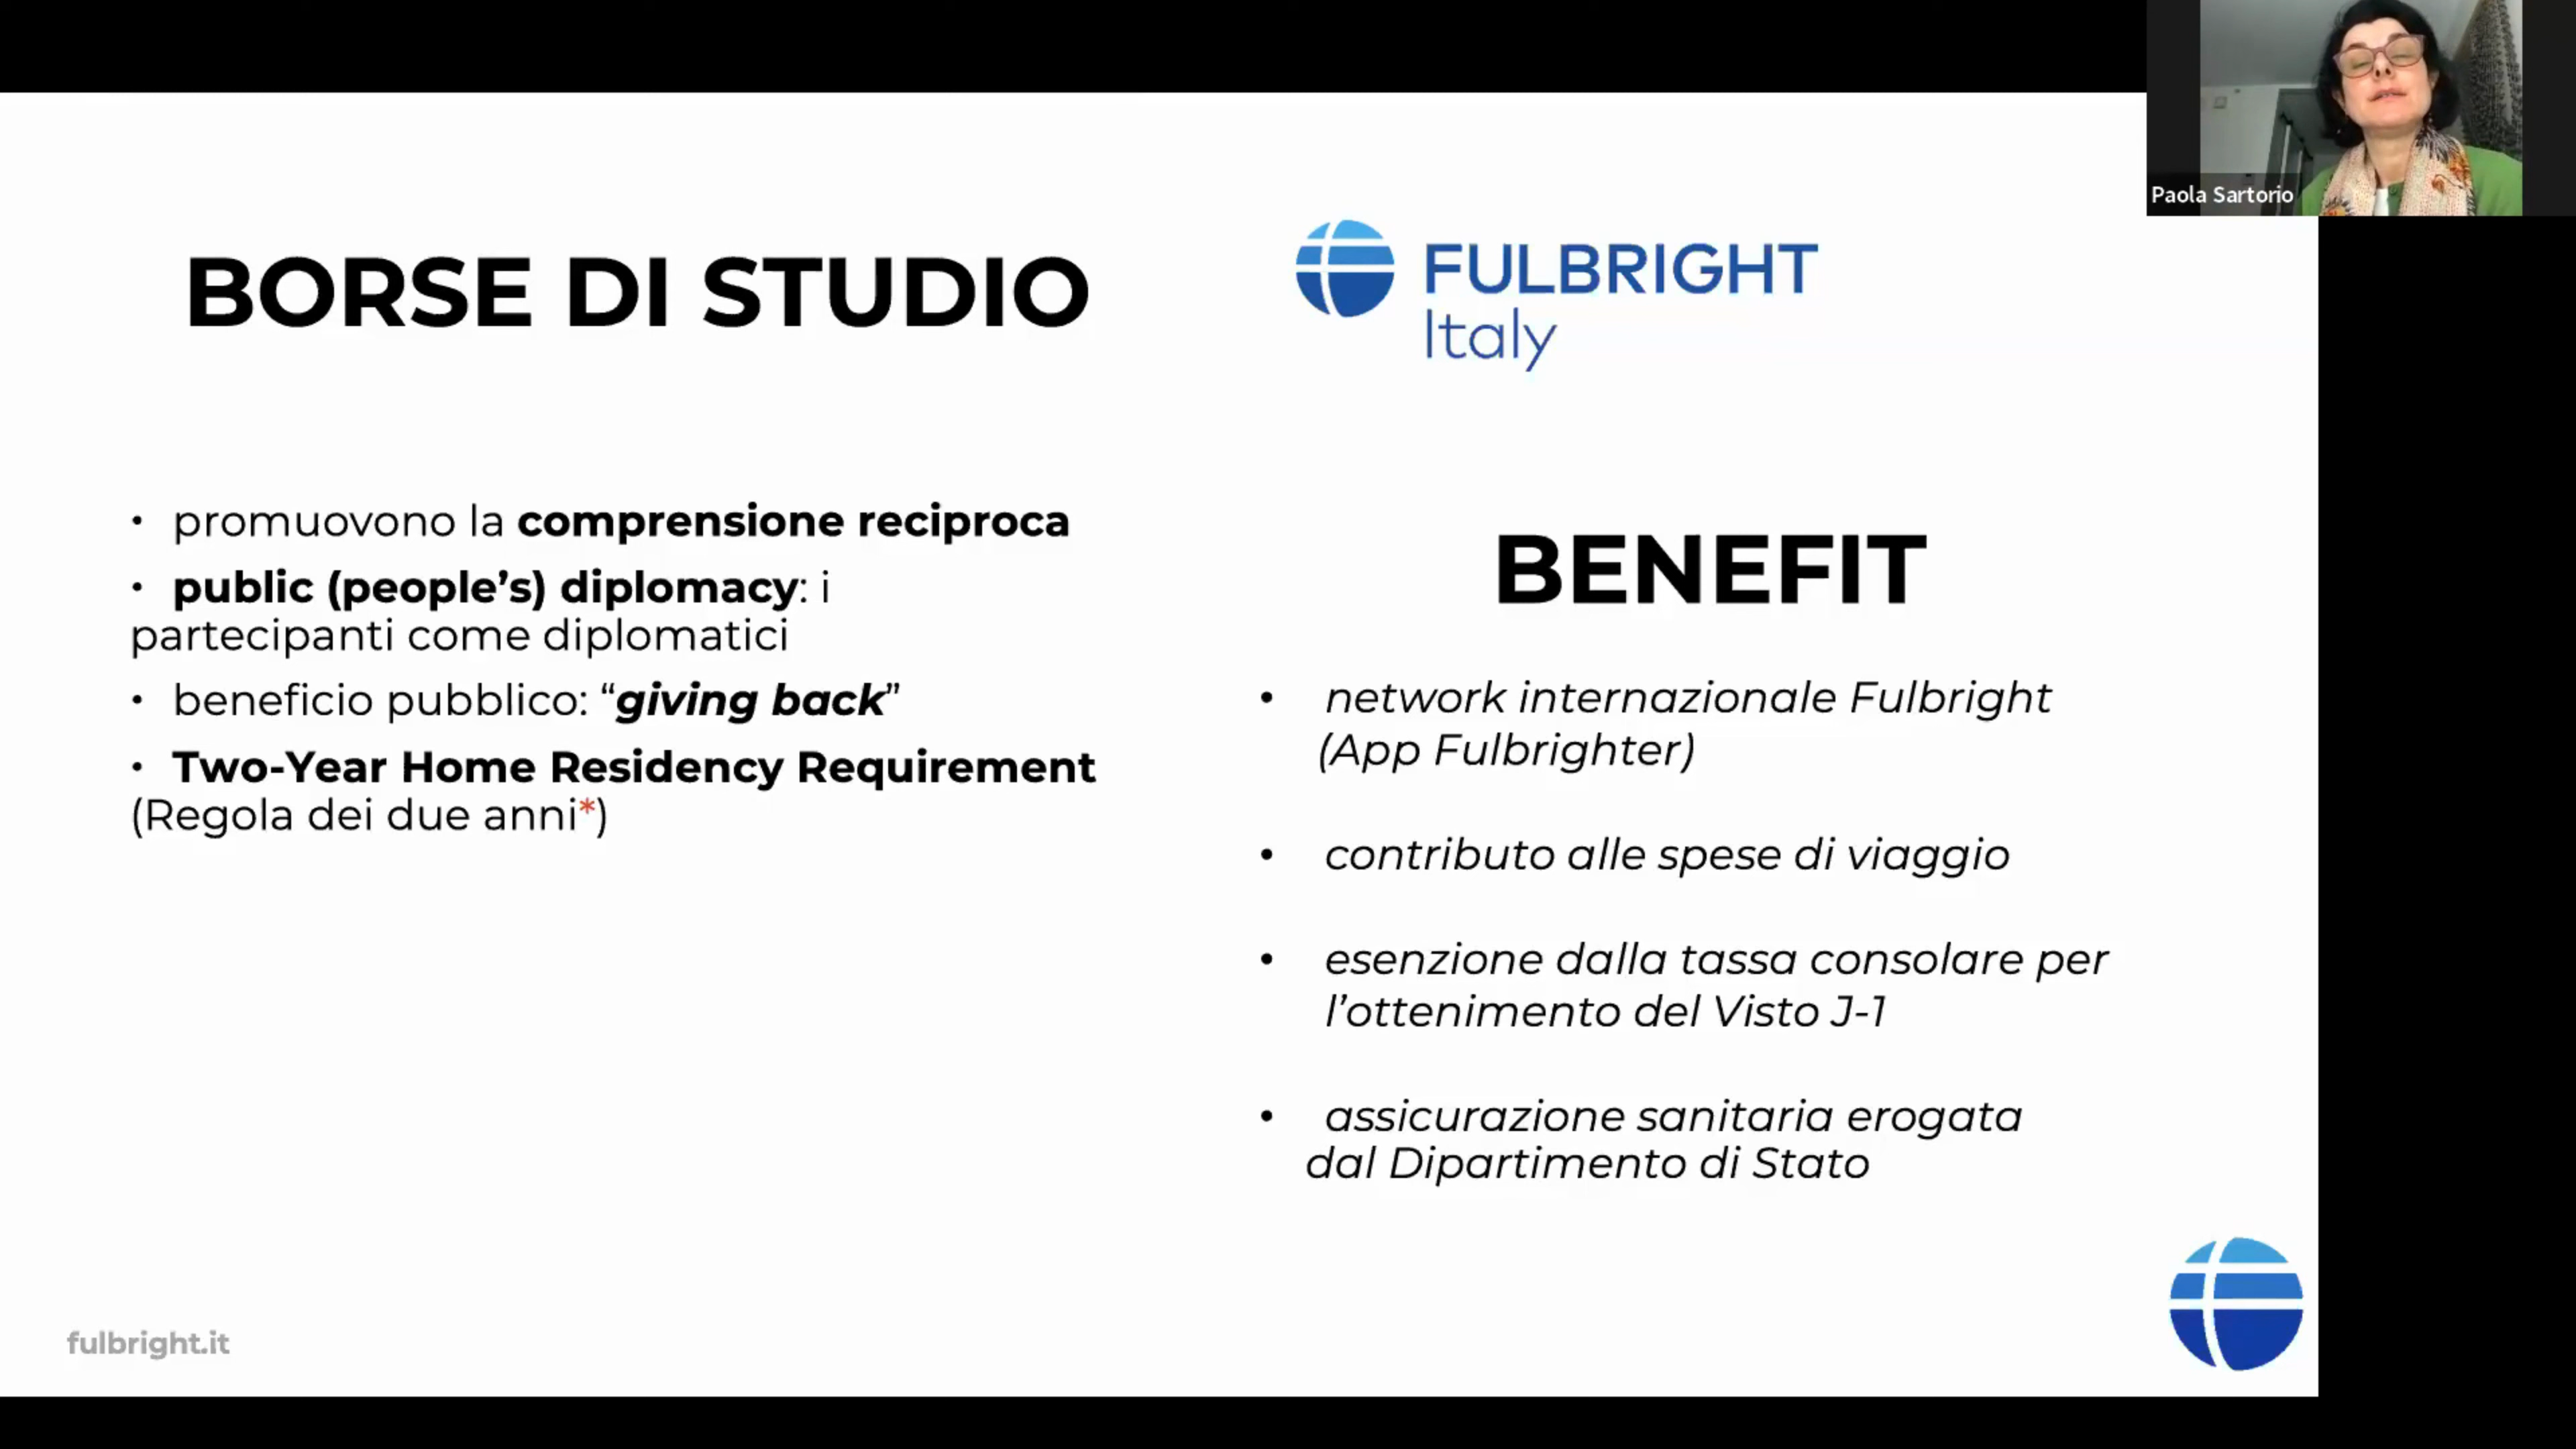 Paola Sartorio
BORSE DI STUDIO
FULBRIGHT
Italy
• promuovono la comprensione reciproca
• public (people’s) diplomacy: i
partecipanti come diplomatici
• beneficio pubblico: “giving back”
• Two-Year Home Residency Requirement
(Regola dei due anni*)
BENEFIT
• network internazionale Fulbright
(App Fulbrighter)
• contributo alle spese di viaggio
• esenzione dalla tassa consolare per
l’ottenimento del Visto J-1
• assicurazione sanitaria erogata
dal Dipartimento di Stato
fulbright.it